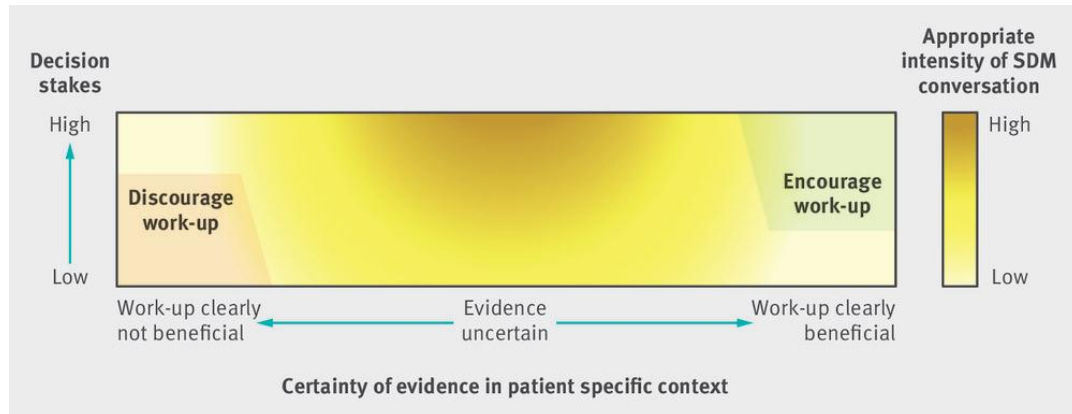 Decision
stakes
High
Low
Discourage
work-up
Encourage
work-up
Appropriate
intensity of SDM
conversation
High
Low
Work-up clearly
not beneficial
Evidence
uncertain
Work-up clearly
beneficial
Certainty of evidence in patient specific context